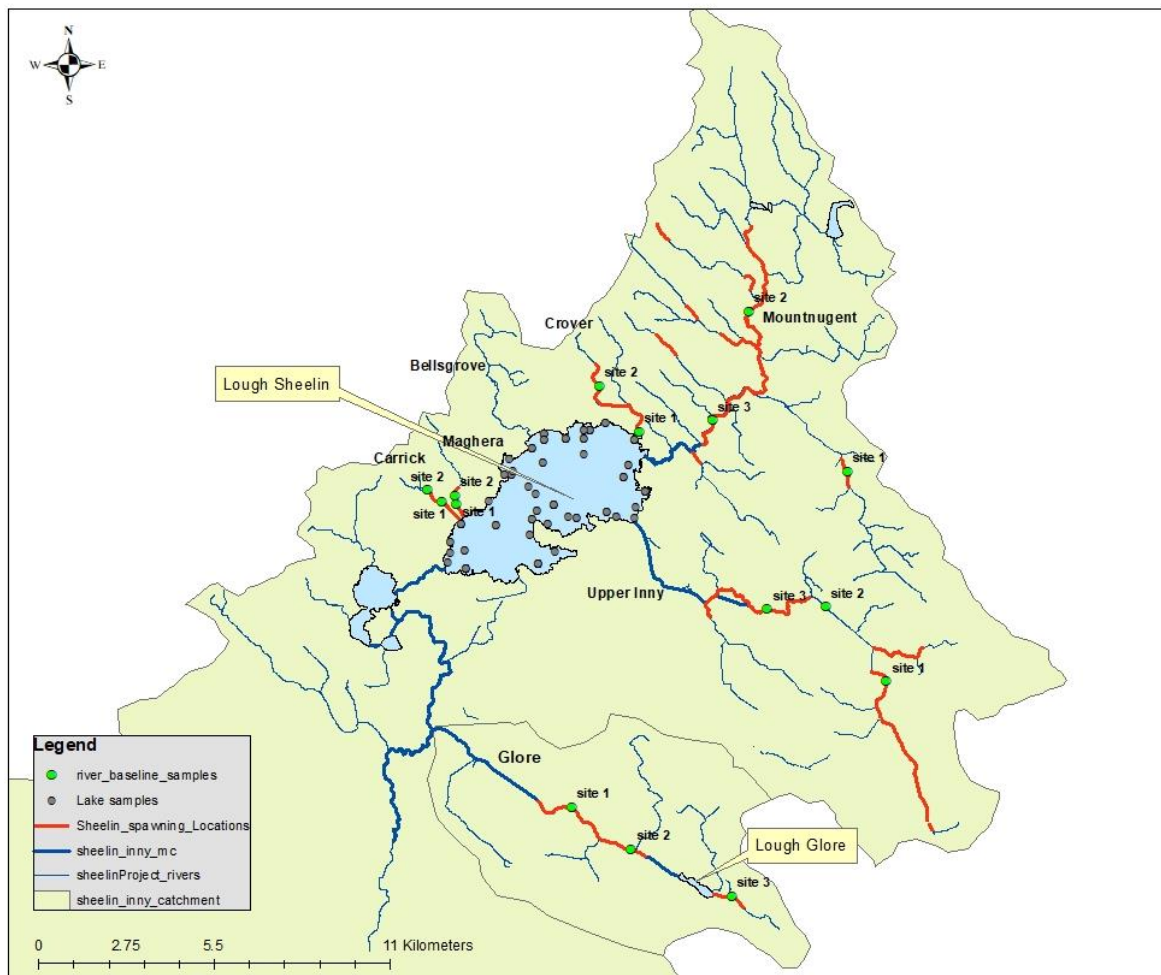 N
W E
S
site 2
Mountnugent
Crover
Bellsgrove
site 2
Lough Sheelin
site 3
site 1
Maghera
Carrick
site 1
site 2
site 2
site 1
site 1
Upper Inny
site 3
site 2
site 1
Glore
site 1
site 2
Lough Glore
site 3
Legend
river_baseline_samples
Lake samples
Sheelin_spawning_Locations
sheelin_inny_mc
sheelinProject_rivers
sheelin_inny_catchment
0 2.75 5.5 11 Kilometers